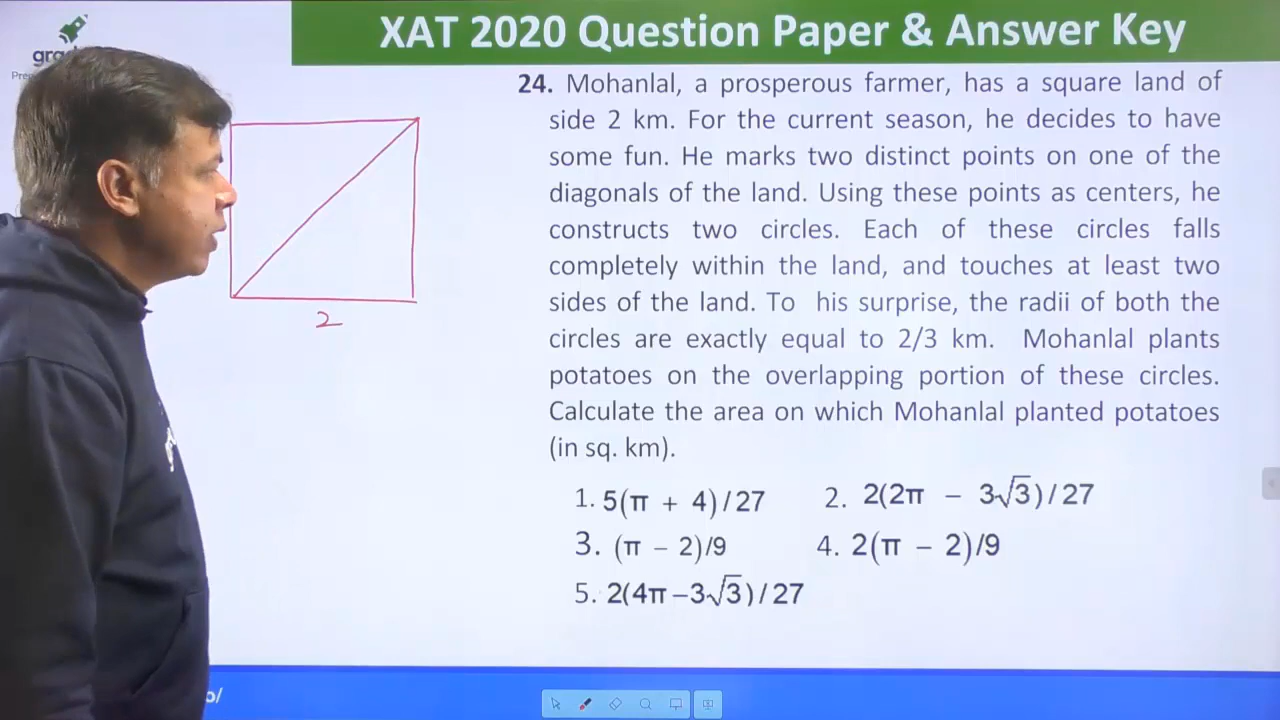 XAT 2020 Question Paper & Answer Key
24. Mohanlal, a prosperous farmer, has a square land of
side 2 km. For the current season, he decides to have
some fun. He marks two distinct points on one of the
diagonals of the land. Using these points as centers, he
constructs two circles. Each of these circles falls
completely within the land, and touches at least two
sides of the land. To his surprise, the radii of both the
circles are exactly equal to 2/3 km. Mohanlal plants
potatoes on the overlapping portion of these circles.
Calculate the area on which Mohanlal planted potatoes
(in sq. km).
2
1. 5(π + 4)/27 2. 2(2π − 3√3)/27
3. (π − 2)/9 4. 2(π − 2)/9
5. 2(4π−3√3)/27